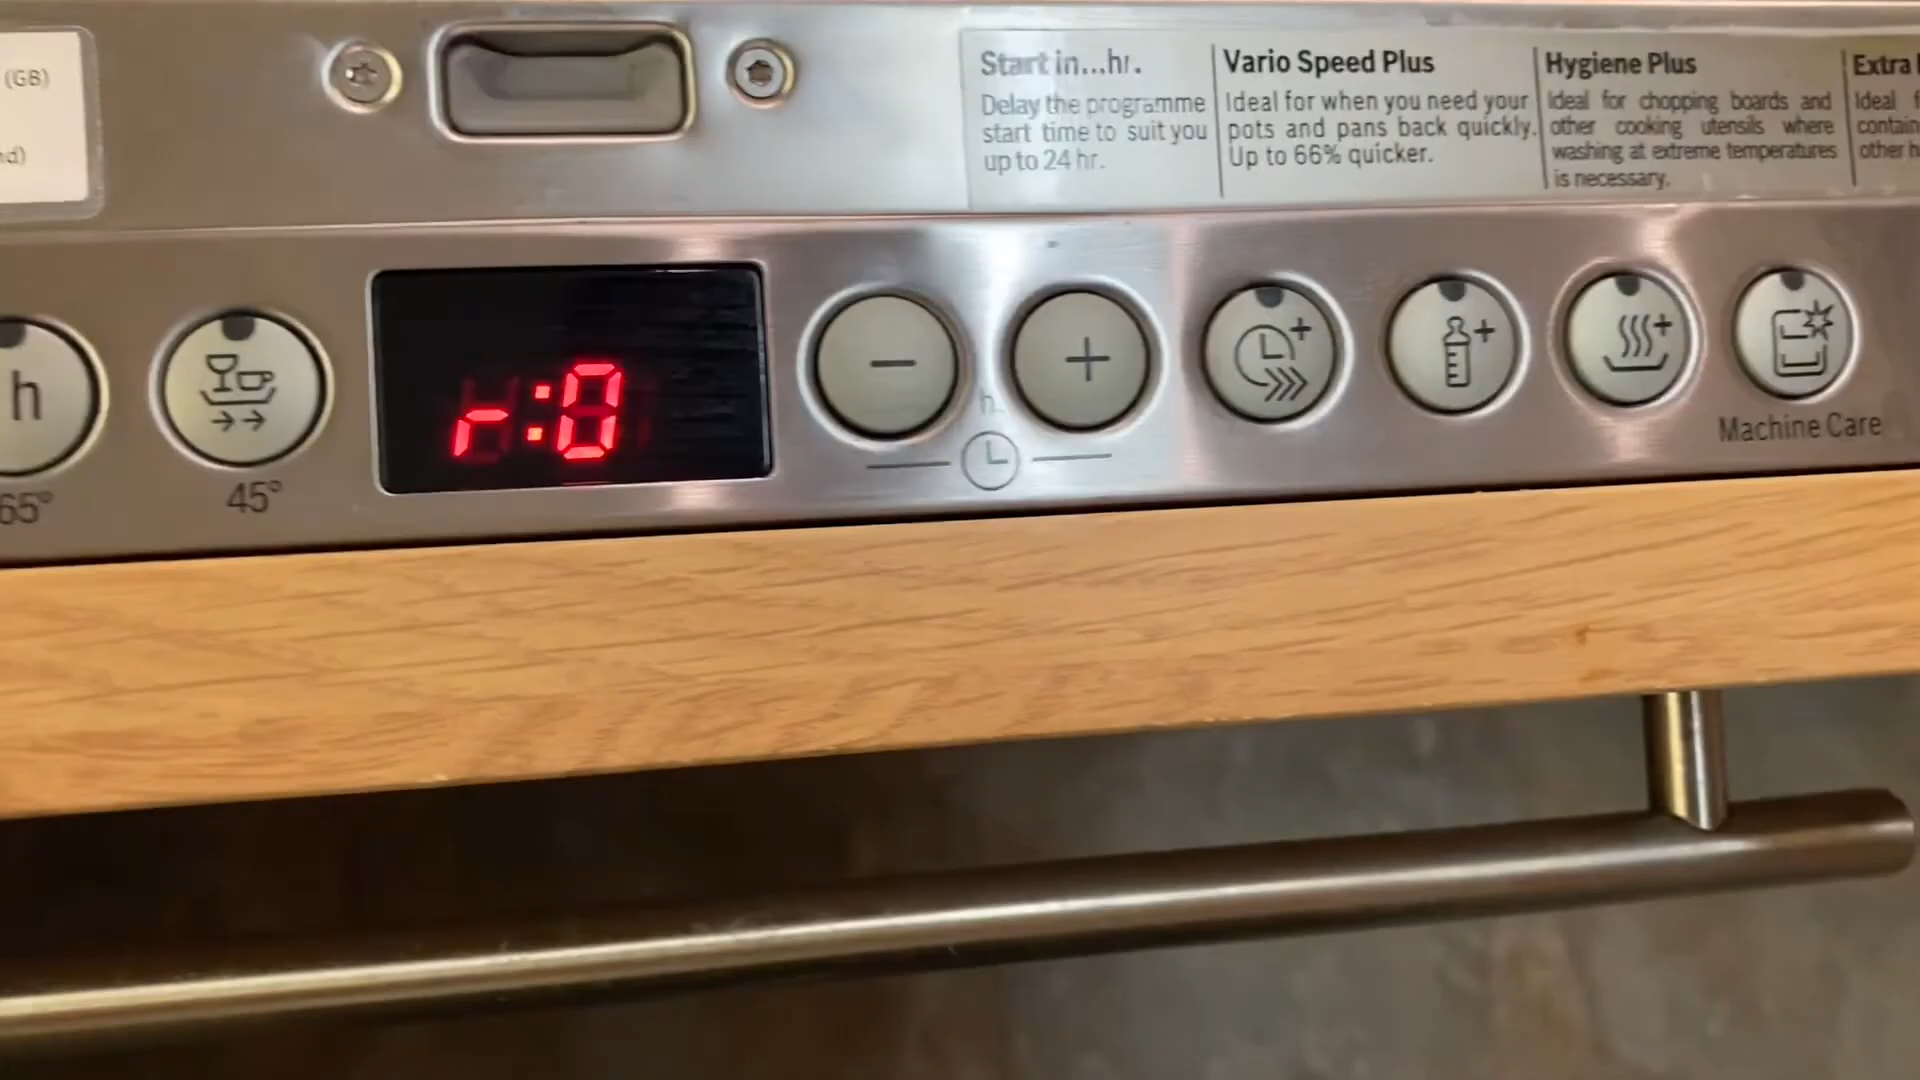 (GB)
Start in...hr.
Delay the programme
start time to suit you
up to 24 hr.
Vario Speed Plus
Ideal for when you need your
pots and pans back quickly.
Up to 66% quicker.
Hygiene Plus
Ideal for chopping boards and
other cooking utensils where
washing at extreme temperatures
is necessary.
Extra
Ideal
other
h
r:0
− +
h
65° 45°
Machine Care